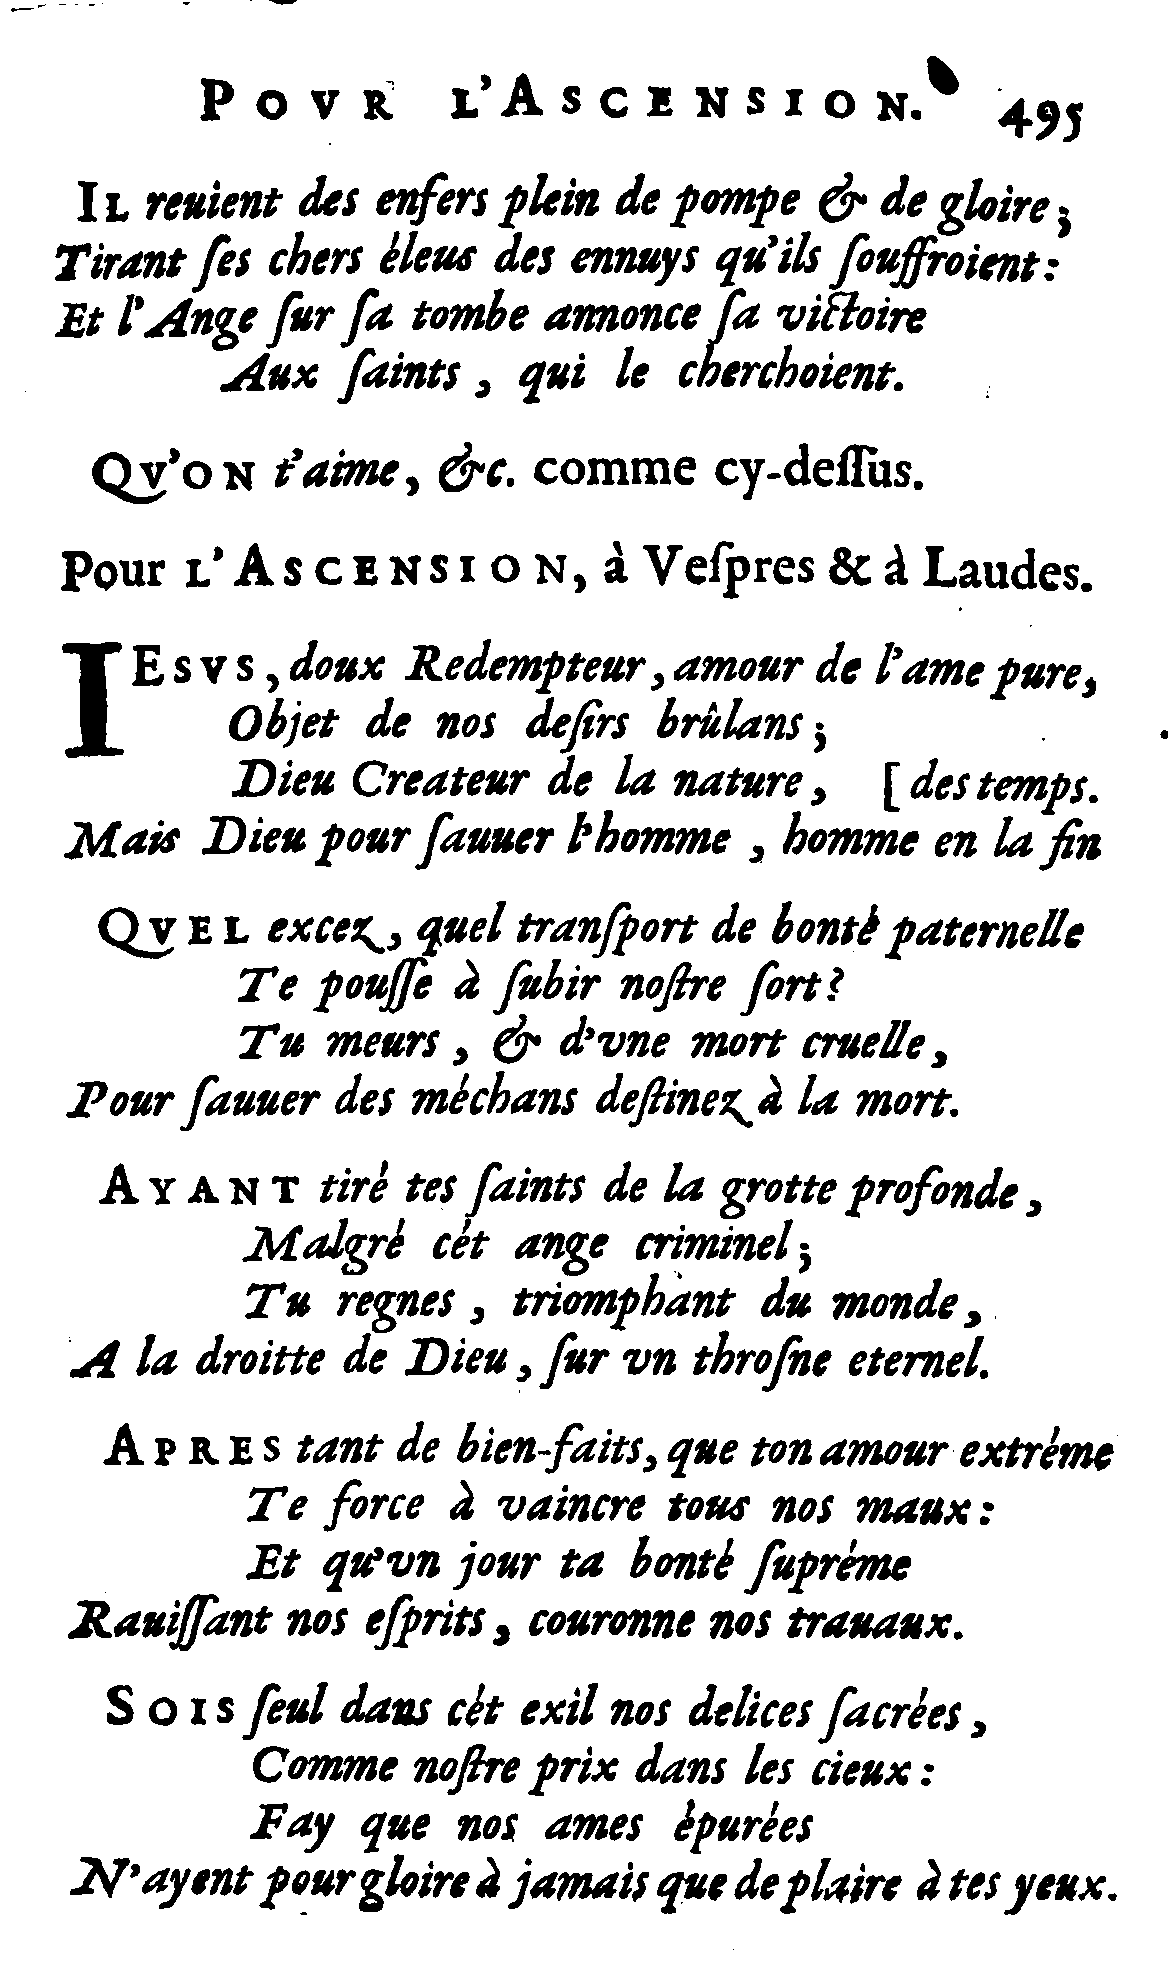 POVR L'ASCENSION. 495
IL reuient des enfers plein de pompe & de gloire;
Tirant ſes chers éleus des ennuys qu'ils ſouffroient:
Et l'Ange ſur ſa tombe annonce ſa victoire
Aux ſaints, qui le cherchoient.
QV'ON t'aime, &c. comme cy-deſſus.
Pour L'ASCENSION, à Veſpres & à Laudes.
IESVS, doux Redempteur, amour de l'ame pure,
Objet de nos deſirs brûlans;
Dieu Createur de la nature, [des temps.
Mais Dieu pour ſauuer l'homme, homme en la fin
QVEL excez, quel tranſport de bonté paternelle
Te pouſſe à ſubir noſtre ſort?
Tu meurs, & d'vne mort cruelle,
Pour ſauuer des méchans deſtinez à la mort.
AYANT tiré tes ſaints de la grotte profonde,
Malgré cét ange criminel;
Tu regnes, triomphant du monde,
A la droitte de Dieu, ſur vn throſne eternel.
APRES tant de bien-faits, que ton amour extréme
Te force à vaincre tous nos maux:
Et qu'vn jour ta bonté ſupréme
Rauiſſant nos eſprits, couronne nos trauaux.
SOIS ſeul dans cét exil nos delices ſacrées,
Comme noſtre prix dans les cieux:
Fay que nos ames épurées
N'ayent pour gloire à jamais que de plaire à tes yeux.